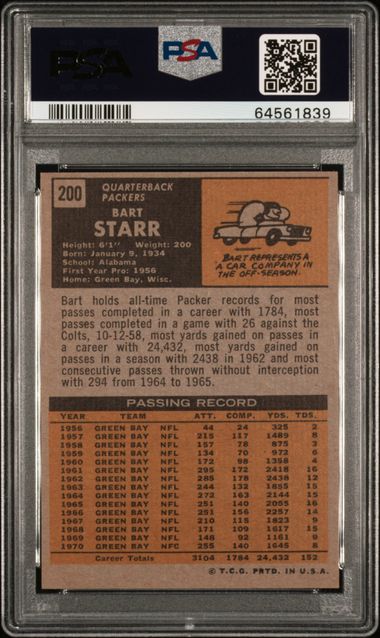 PSA
PSA
64561839
200
QUARTERBACK
PACKERS
BART
STARR
Height: 6'1" Weight: 200
Born: January 9, 1934
School: Alabama
First Year Pro: 1956
Home: Green Bay, Wisc.
BART REPRESENTS A
A CAR COMPANY IN
THE OFF-SEASON.
Bart holds all-time Packer records for most
passes completed in a career with 1784, most
passes completed in a game with 26 against the
Colts, 10-12-58, most yards gained on passes in
a career with 24,432, most yards gained on
passes in a season with 2438 in 1962 and most
consecutive passes thrown without interception
with 294 from 1964 to 1965.
PASSING RECORD
YEAR TEAM ATT. COMP. YDS. TDS.
1956 GREEN BAY NFL 44 24 325 2
1957 GREEN BAY NFL 215 117 1489 8
1958 GREEN BAY NFL 157 78 875 3
1959 GREEN BAY NFL 134 70 972 6
1960 GREEN BAY NFL 172 98 1358 4
1961 GREEN BAY NFL 295 172 2418 16
1962 GREEN BAY NFL 285 178 2438 12
1963 GREEN BAY NFL 244 132 1855 15
1964 GREEN BAY NFL 272 163 2144 15
1965 GREEN BAY NFL 251 140 2055 16
1966 GREEN BAY NFL 251 156 2257 14
1967 GREEN BAY NFL 210 115 1823 9
1968 GREEN BAY NFL 171 109 1617 15
1969 GREEN BAY NFL 148 92 1161 9
1970 GREEN BAY NFC 255 140 1645 8
Career Totals 3104 1784 24,432 152
© T.C.G. PRTD. IN U.S.A.